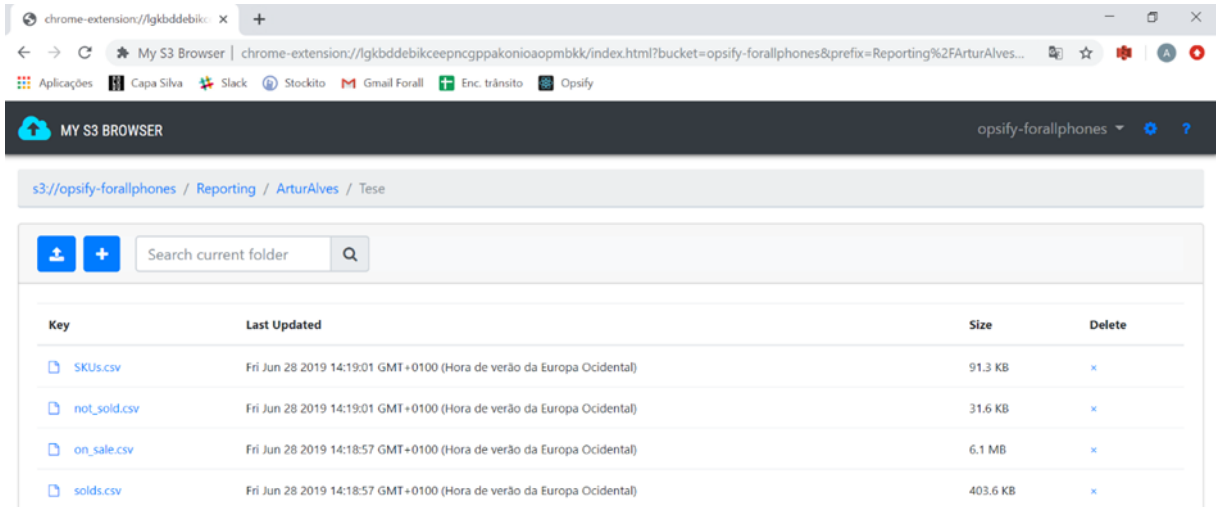 chrome-extension://lgkbddebikc
My S3 Browser | chrome-extension://lgkbddebikceepncgppakonioaopmbkk/index.html?bucket=opsify-forallphones&prefix=Reporting%2FArturAlves...
A
Aplicações Capa Silva Slack Stockito Gmail Forall Enc. trânsito Opsify
MY S3 BROWSER opsify-forallphones ?
s3://opsify-forallphones / Reporting / ArturAlves / Tese
Search current folder
Key Last Updated Size Delete
SKUs.csv Fri Jun 28 2019 14:19:01 GMT+0100 (Hora de verão da Europa Ocidental) 91.3 KB ×
not_sold.csv Fri Jun 28 2019 14:19:01 GMT+0100 (Hora de verão da Europa Ocidental) 31.6 KB ×
on_sale.csv Fri Jun 28 2019 14:18:57 GMT+0100 (Hora de verão da Europa Ocidental) 6.1 MB ×
solds.csv Fri Jun 28 2019 14:18:57 GMT+0100 (Hora de verão da Europa Ocidental) 403.6 KB ×